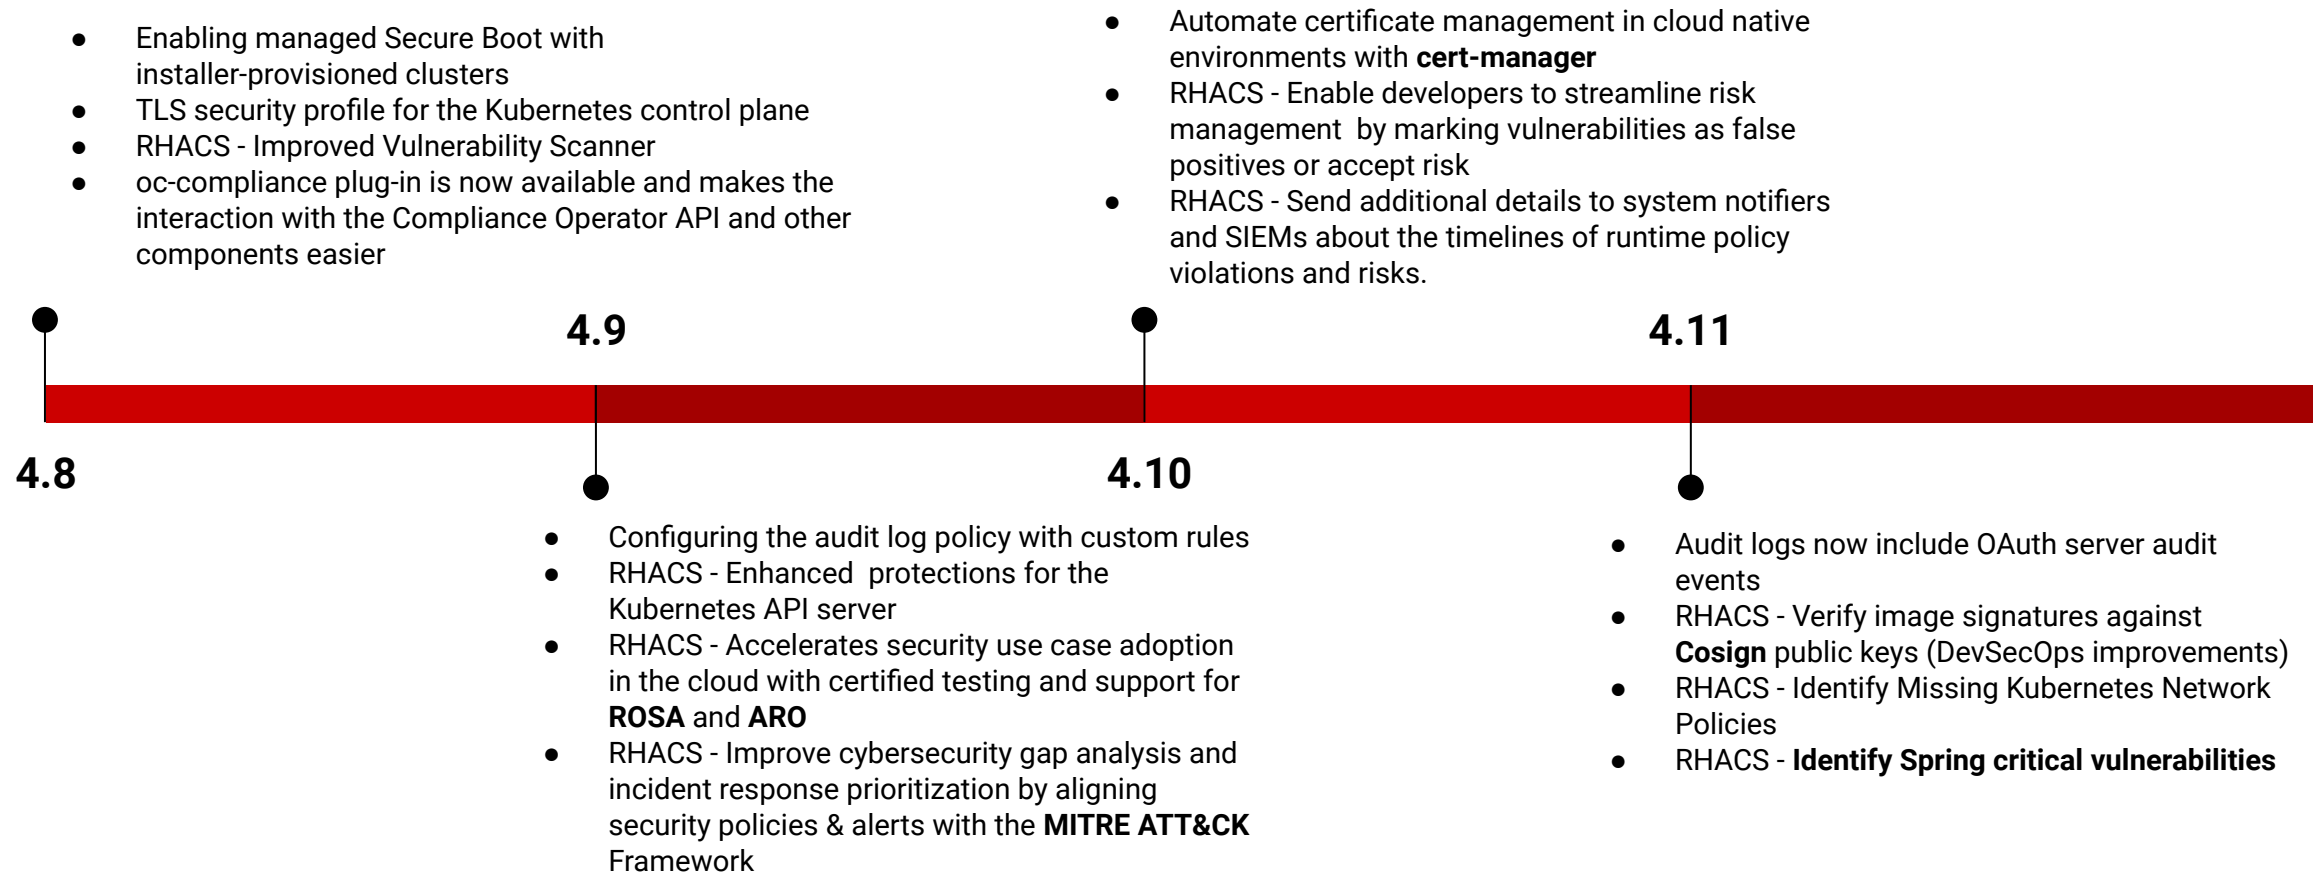 ● Enabling managed Secure Boot with
installer-provisioned clusters
● TLS security profile for the Kubernetes control plane
● RHACS - Improved Vulnerability Scanner
● oc-compliance plug-in is now available and makes the
interaction with the Compliance Operator API and other
components easier
● Automate certificate management in cloud native
environments with cert-manager
● RHACS - Enable developers to streamline risk
management  by marking vulnerabilities as false
positives or accept risk
● RHACS - Send additional details to system notifiers
and SIEMs about the timelines of runtime policy
violations and risks.
4.9
4.11
4.8
4.10
● Configuring the audit log policy with custom rules
● RHACS - Enhanced  protections for the
Kubernetes API server
● RHACS - Accelerates security use case adoption
in the cloud with certified testing and support for
ROSA and ARO
● RHACS - Improve cybersecurity gap analysis and
incident response prioritization by aligning
security policies & alerts with the MITRE ATT&CK
Framework
● Audit logs now include OAuth server audit
events
● RHACS - Verify image signatures against
Cosign public keys (DevSecOps improvements)
● RHACS - Identify Missing Kubernetes Network
Policies
● RHACS - Identify Spring critical vulnerabilities